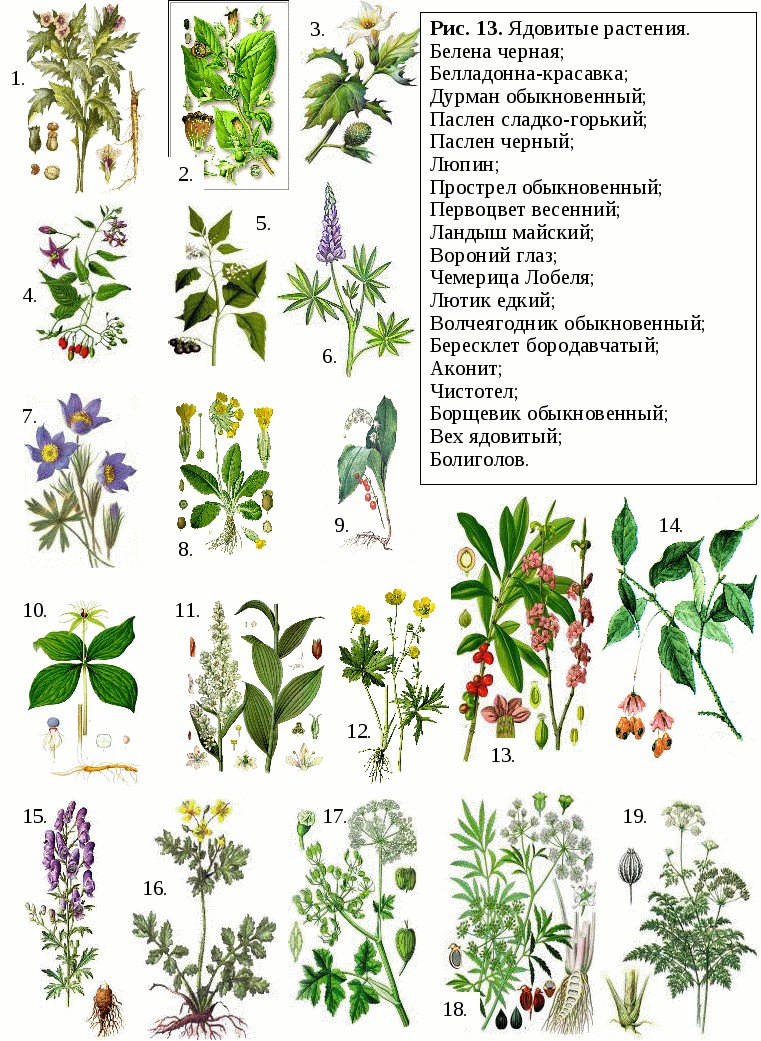 Рис. 13. Ядовитые растения.
Белена черная;
Белладонна-красавка;
Дурман обыкновенный;
Паслен сладко-горький;
Паслен черный;
Люпин;
Прострел обыкновенный;
Первоцвет весенний;
Ландыш майский;
Вороний глаз;
Чемерица Лобеля;
Лютик едкий;
Волчеягодник обыкновенный;
Бересклет бородавчатый;
Аконит;
Чистотел;
Борщевик обыкновенный;
Вех ядовитый;
Болиголов.
1.
2.
3.
4.
5.
6.
7.
8.
9.
10.
11.
12.
13.
14.
15.
16.
17.
18.
19.